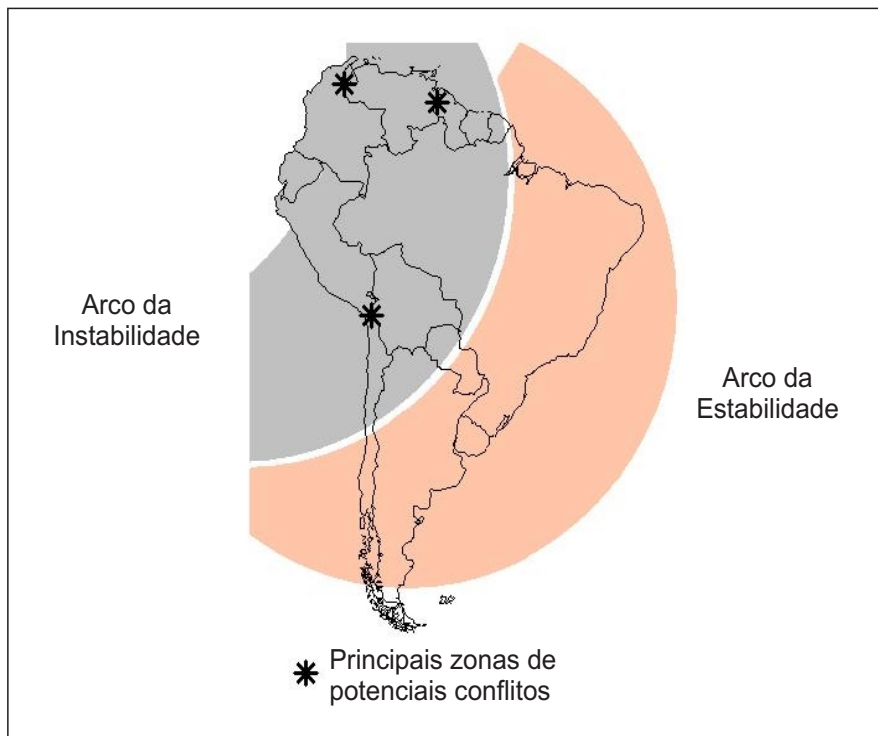 Arco da
Instabilidade
Arco da
Estabilidade
Principais zonas de
potenciais conflitos